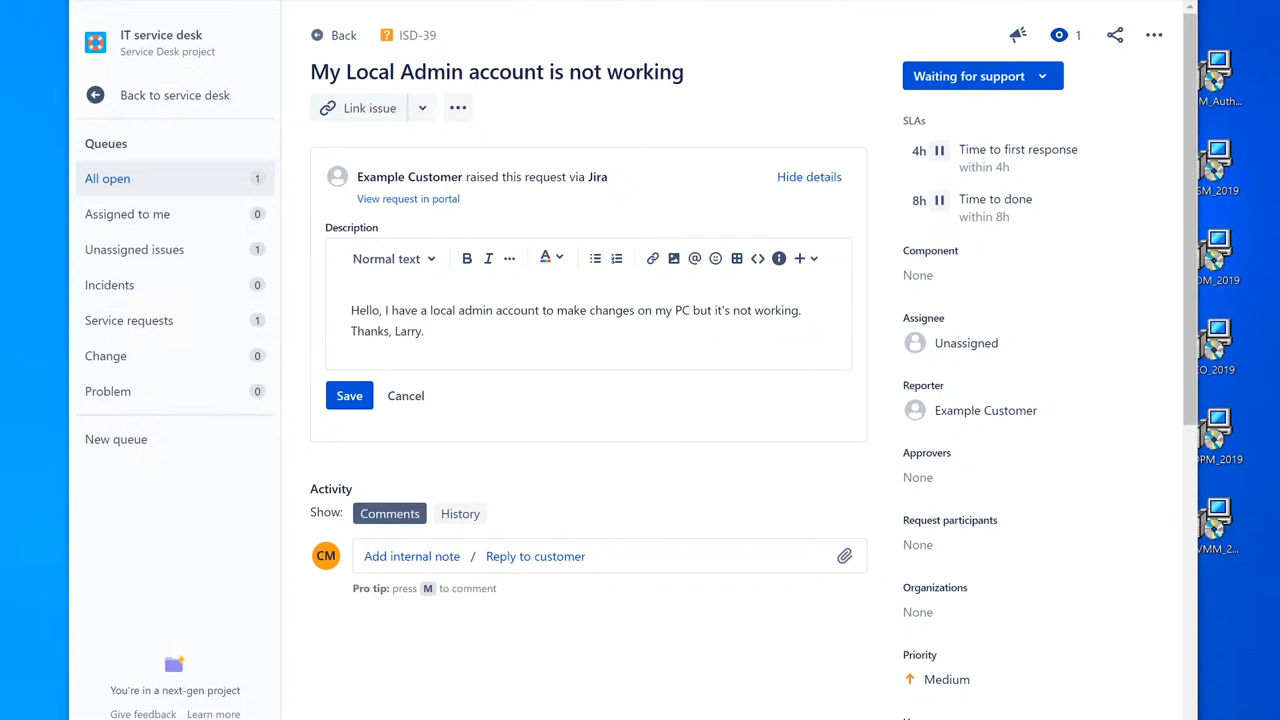 IT service desk
Service Desk project
Back to service desk
Queues
All open 1
Assigned to me 0
Unassigned issues 1
Incidents 0
Service requests 1
Change 0
Problem 0
New queue
You're in a next-gen project
Give feedback Learn more
Back ISD-39
1
My Local Admin account is not working
Link issue
Example Customer raised this request via Jira
Hide details
View request in portal
Description
Normal text B I A
Hello, I have a local admin account to make changes on my PC but it's not working.
Thanks, Larry.
Save Cancel
Activity
Show: Comments History
CM Add internal note / Reply to customer
Pro tip: press M to comment
Waiting for support
SLAs
4h Time to first response
within 4h
8h Time to done
within 8h
Component
None
Assignee
Unassigned
Reporter
Example Customer
Approvers
None
Request participants
None
Organizations
None
Priority
Medium
M_Auth...
SM_2019
OM_2019
CO_2019
DPM_2019
VMM_2...